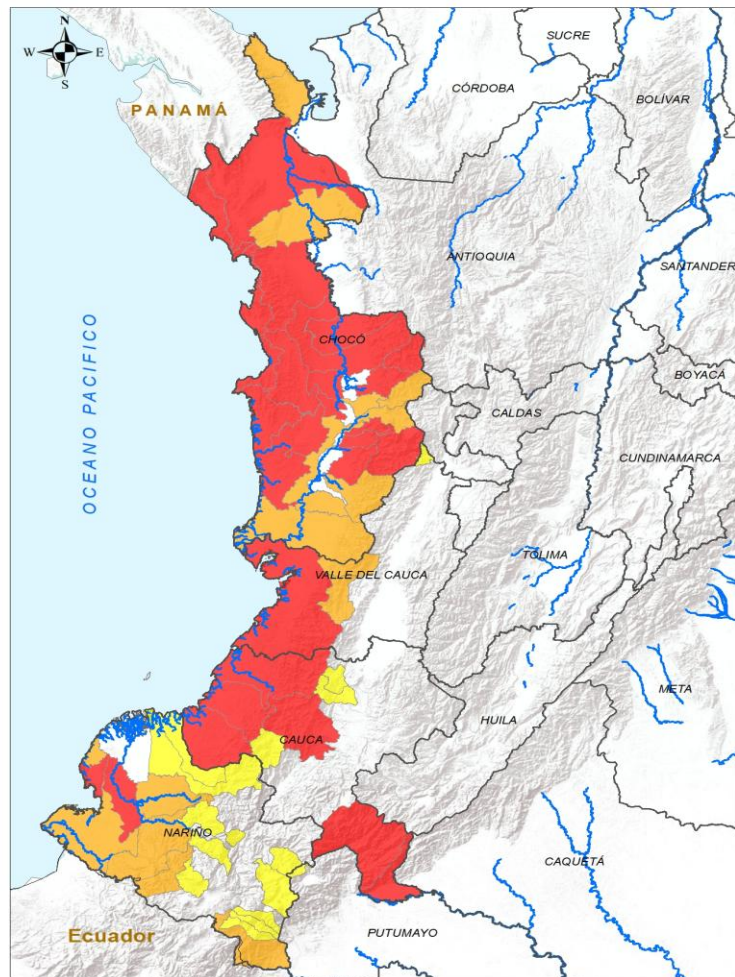 N
W E
S
SUCRE
CÓRDOBA
BOLÍVAR
PANAMÁ
ANTIOQUIA
SANTANDER
OCEANO PACIFICO
CHOCÓ
BOYACÁ
CALDAS
CUNDINAMARCA
TOLIMA
VALLE DEL CAUCA
META
HUILA
CAUCA
NARIÑO
CAQUETÁ
Ecuador
PUTUMAYO